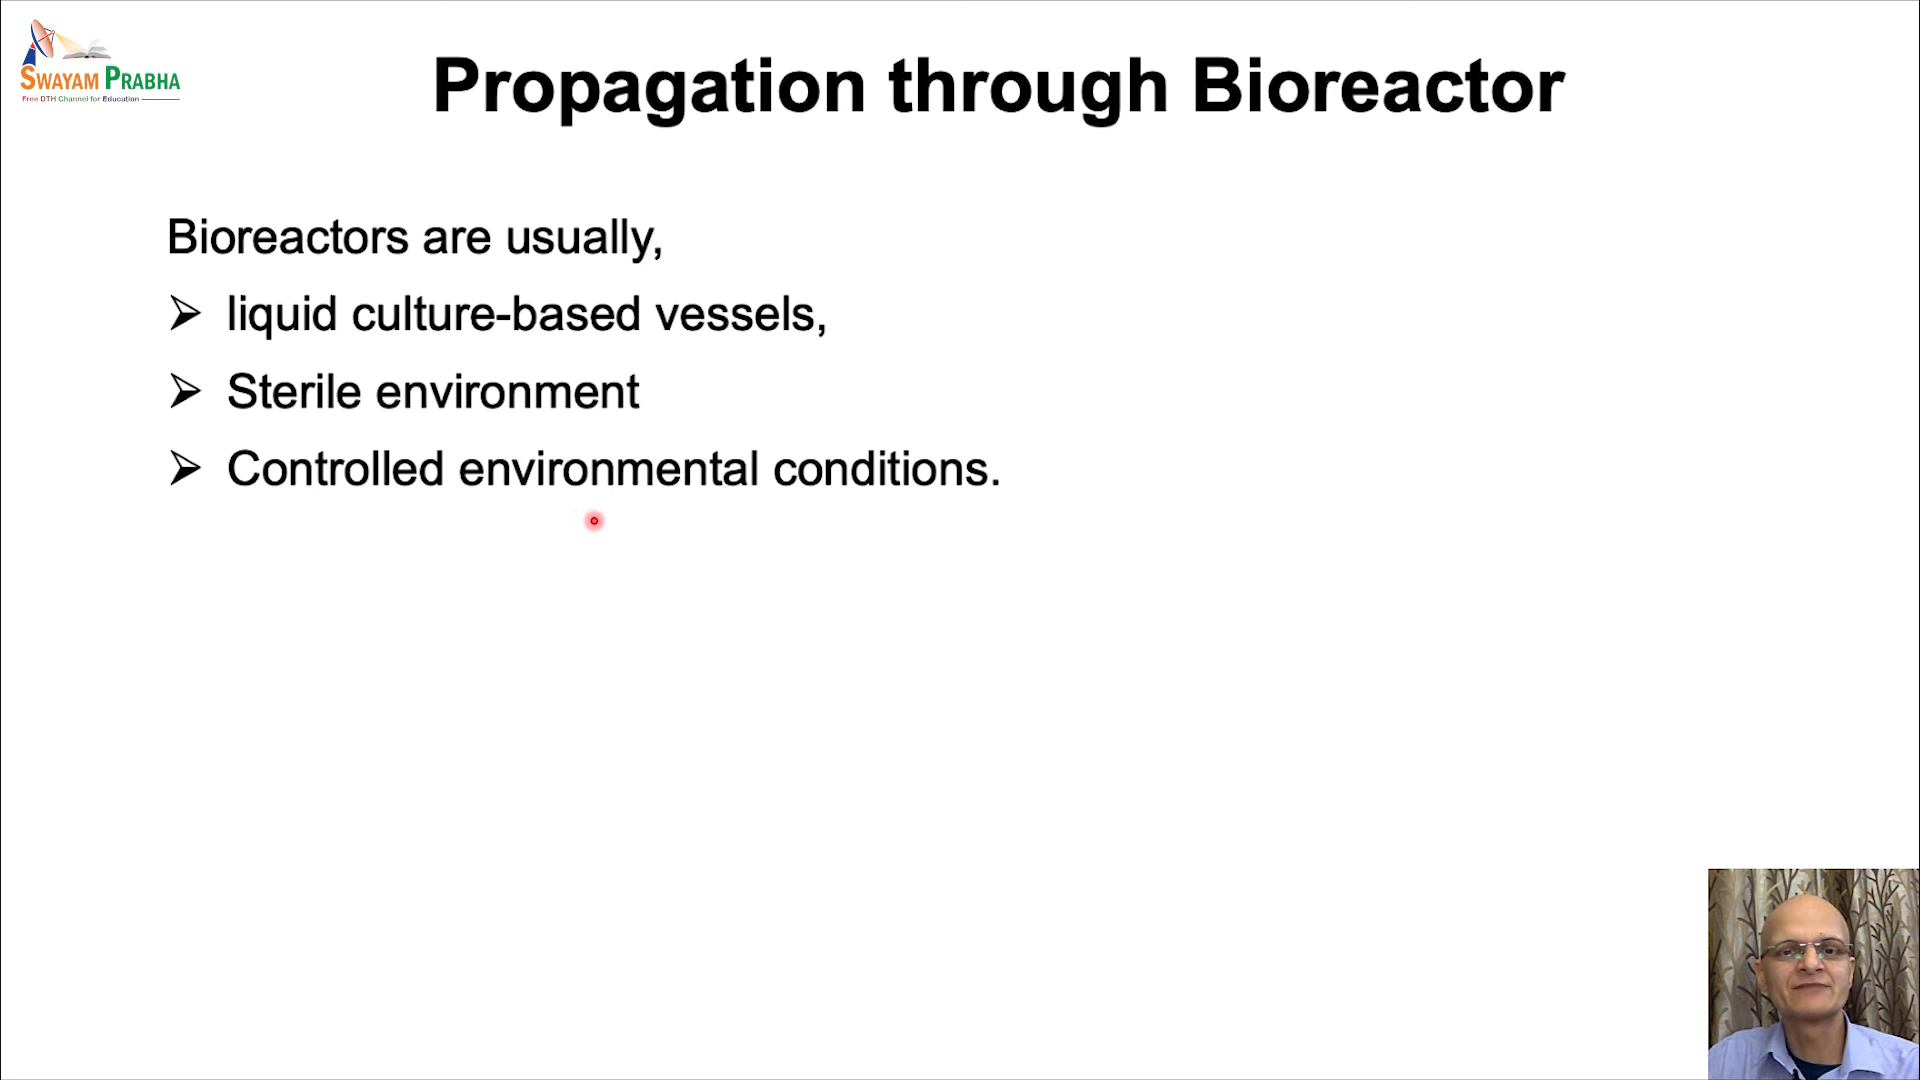 SWAYAM PRABHA
Free DTH Channel for Education
Propagation through Bioreactor
Bioreactors are usually,
➢ liquid culture-based vessels,
➢ Sterile environment
➢ Controlled environmental conditions.